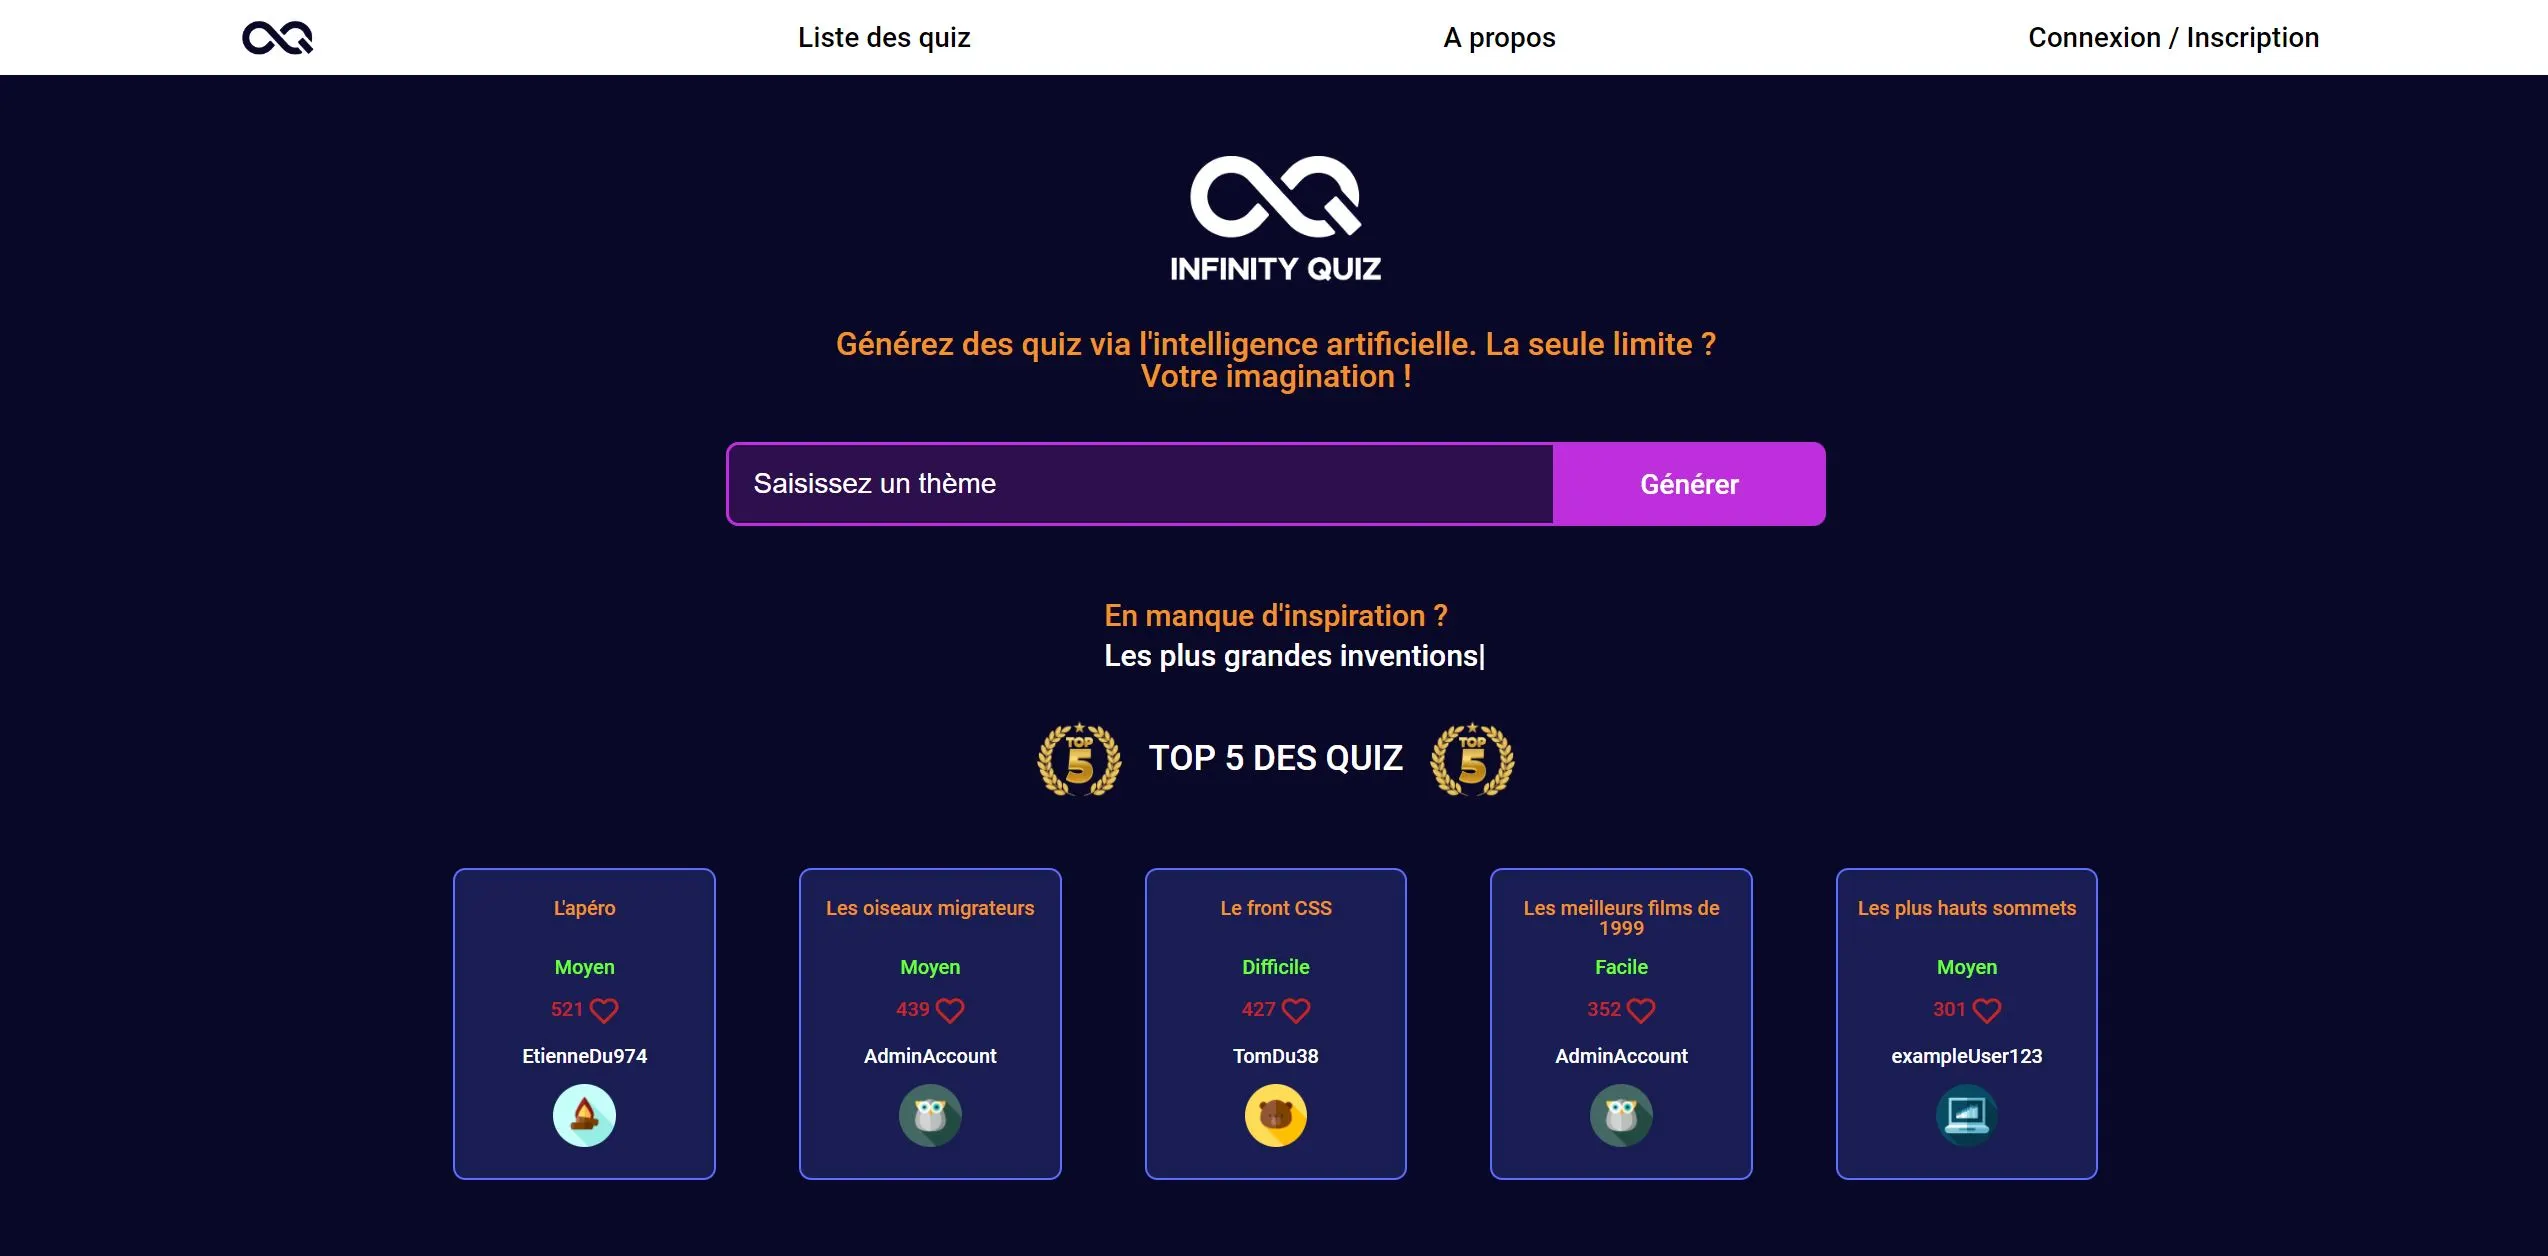 Liste des quiz
A propos
Connexion / Inscription
INFINITY QUIZ
Générez des quiz via l'intelligence artificielle. La seule limite ?
Votre imagination !
Saisissez un thème
Générer
En manque d'inspiration ?
Les plus grandes inventions|
TOP
5
TOP 5 DES QUIZ
TOP
5
L'apéro
Moyen
521
EtienneDu974
Les oiseaux migrateurs
Moyen
439
AdminAccount
Le front CSS
Difficile
427
TomDu38
Les meilleurs films de
1999
Facile
352
AdminAccount
Les plus hauts sommets
Moyen
301
exampleUser123